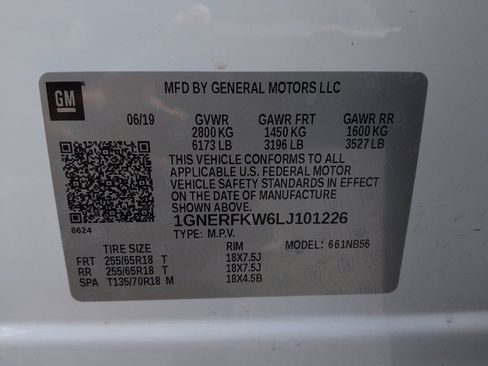 GM
MFD BY GENERAL MOTORS LLC
06/19 GVWR GAWR FRT GAWR RR
2800 KG 1450 KG 1600 KG
6173 LB 3196 LB 3527 LB
THIS VEHICLE CONFORMS TO ALL
APPLICABLE U.S. FEDERAL MOTOR
VEHICLE SAFETY STANDARDS IN EFFECT
ON THE DATE OF MANUFACTURE
SHOWN ABOVE.
1GNERFKW6LJ101226
8624
TYPE: M.P.V.
TIRE SIZE RIM MODEL: 661NB56
FRT 255/65R18 T 18X7.5J
RR 255/65R18 T 18X7.5J
SPA T135/70R18 M 18X4.5B